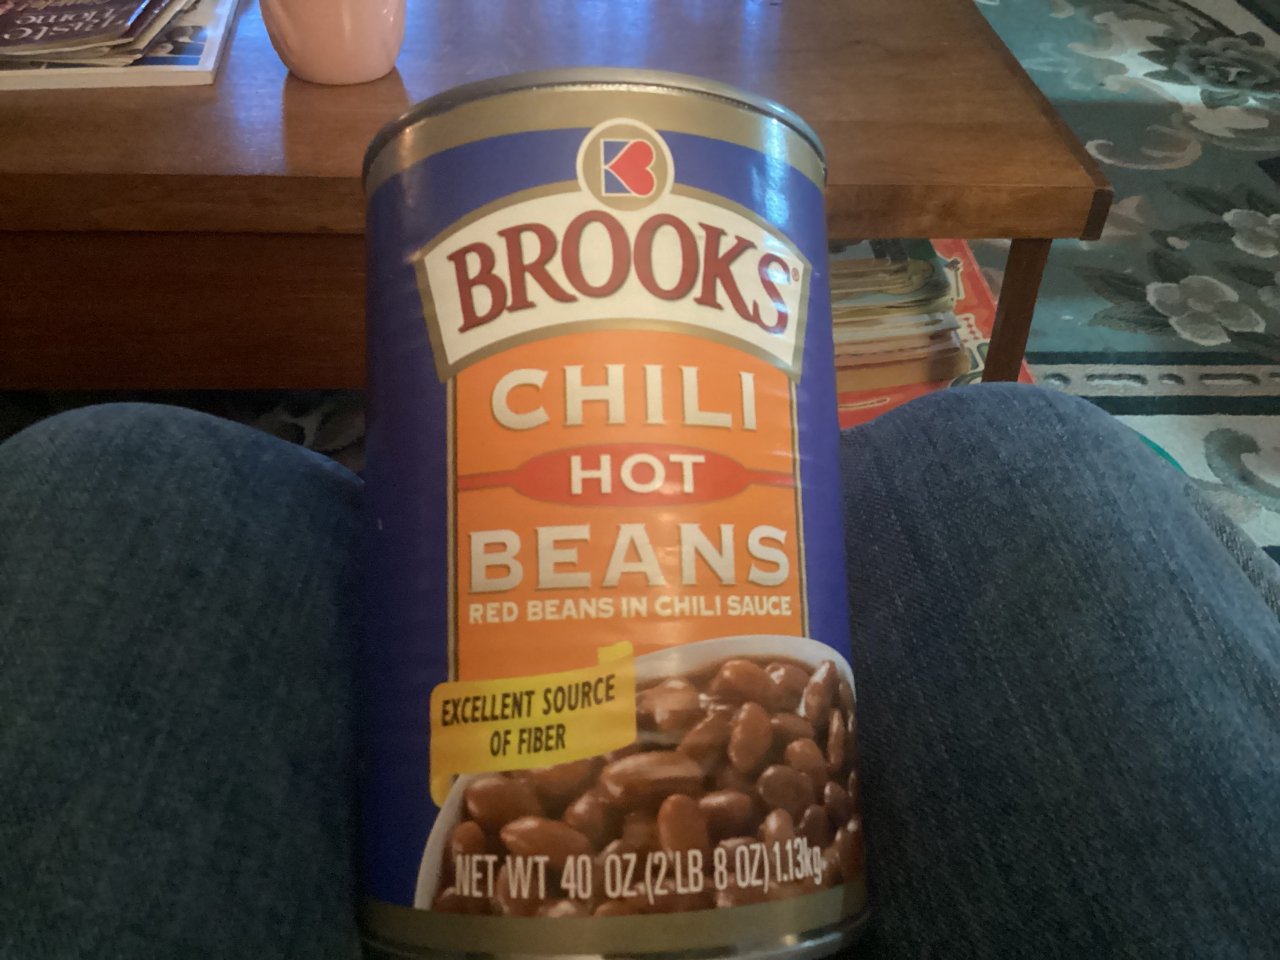 BROOKS®
CHILI
HOT
BEANS
RED BEANS IN CHILI SAUCE
EXCELLENT SOURCE
OF FIBER
NET WT 40 OZ (2 LB 8 OZ) 1.13kg